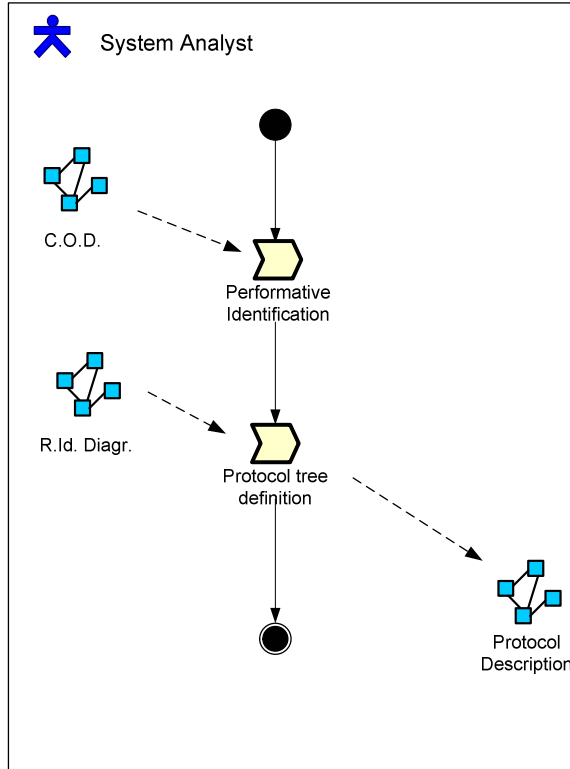 System Analyst
C.O.D.
Performative
Identification
R.Id. Diagr.
Protocol tree
definition
Protocol
Description